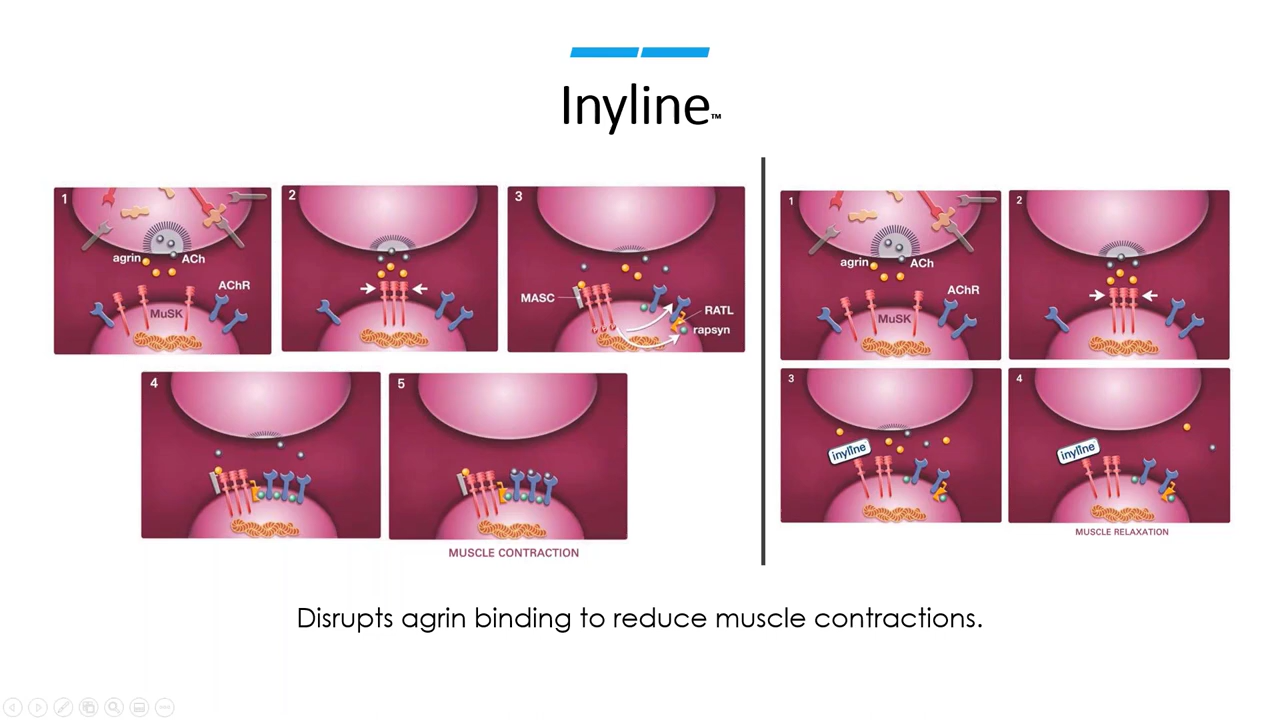 Inyline™
1
agrin
ACh
AChR
MuSK
2
3
MASC
RATL
rapsyn
4
5
MUSCLE CONTRACTION
1
agrin
ACh
AChR
MuSK
2
3
inyline
4
inyline
MUSCLE RELAXATION
Disrupts agrin binding to reduce muscle contractions.